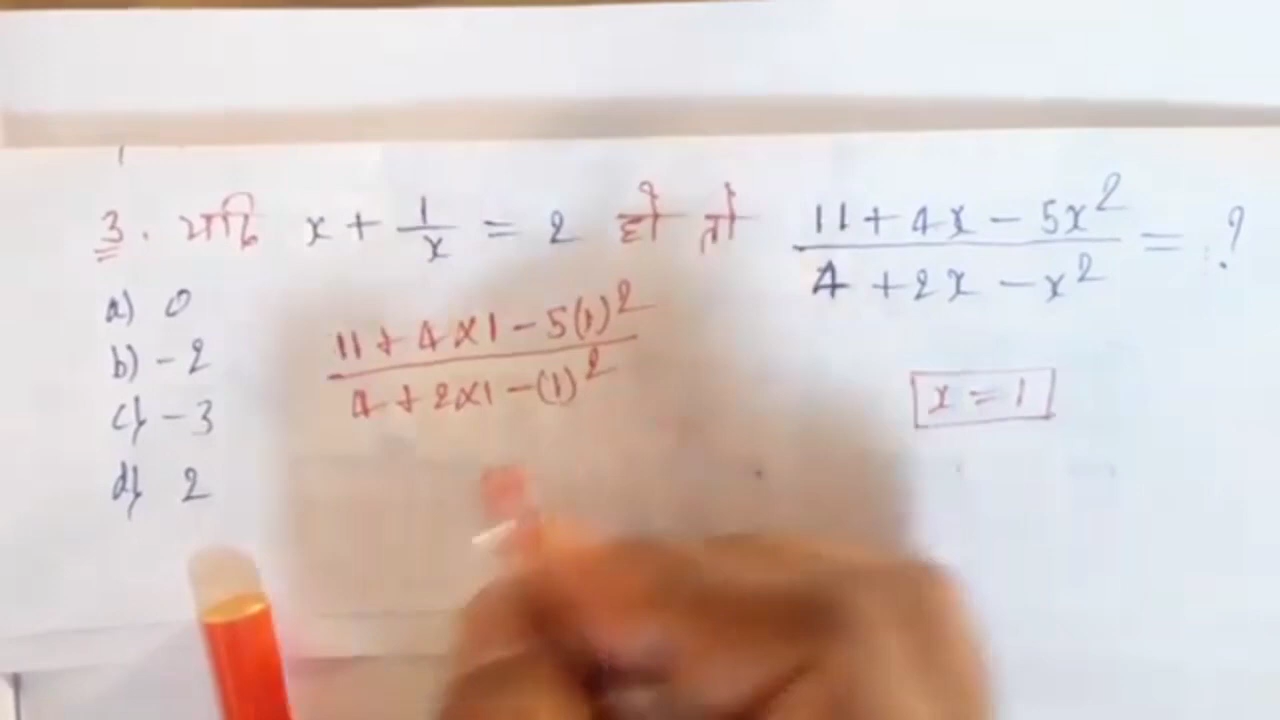 3. यदि x + 1/x = 2 हो तो (11 + 4x - 5x²)/(4 + 2x - x²) = ?
a) 0
b) -2
c) -3
d) 2
(11 + 4×1 - 5(1)²)/(4 + 2×1 - (1)²)
x = 1